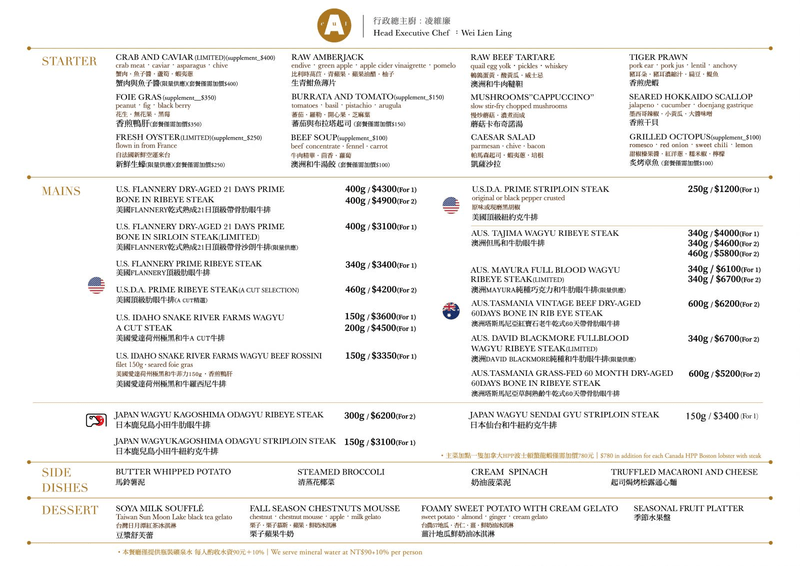 A
行政總主廚：凌維廉
Head Executive Chef ：Wei Lien Ling
STARTER
CRAB AND CAVIAR (LIMITED)(supplement_$400)
crab meat · caviar · asparagus · chive
蟹肉、魚子醬、蘆筍、蝦夷蔥
蟹肉與魚子醬(限量供應)(套餐僅需加價$400)
RAW AMBERJACK
endive · green apple · apple cider vinaigrette · pomelo
比利時萵苣、青蘋果、蘋果油醋、柚子
生青魽魚薄片
RAW BEEF TARTARE
quail egg yolk · pickles · whiskey
鵪鶉蛋黃、酸黃瓜、威士忌
澳洲和牛肉韃靼
TIGER PRAWN
pork ear · pork jus · lentil · anchovy
豬耳朵、豬耳濃縮汁、扁豆、鯷魚
香煎大虎蝦
FOIE GRAS (supplement__$350)
peanut · fig · black berry
花生、無花果、黑莓
香煎鴨肝 (套餐僅需加價$350)
BURRATA AND TOMATO (supplement_$150)
tomatoes · basil · pistachio · arugula
蕃茄、羅勒、開心果、芝麻葉
蕃茄與布拉塔起司 (套餐僅需加價$150)
MUSHROOMS"CAPPUCCINO"
slow stir-fry chopped mushrooms
慢炒蘑菇、濃煮而成
蘑菇卡布奇諾湯
SEARED HOKKAIDO SCALLOP
jalapeno · cucumber · doenjang gastrique
墨西哥辣椒、小黃瓜、大醬味噌
香煎干貝
FRESH OYSTER (LIMITED)(supplement_$250)
flown in from France
自法國新鮮空運來台
新鮮生蠔(限量供應)(套餐僅需加價$250)
BEEF SOUP(supplement_$100)
beef concentrate · fennel · carrot
牛肉精華、茴香、蘿蔔
澳洲和牛湯餃 (套餐僅需加價$100)
CAESAR SALAD
parmesan · chive · bacon
帕馬森起司、蝦夷蔥、培根
凱薩沙拉
GRILLED OCTOPUS(supplement_$100)
romesco · red onion · sweet chili · lemon
甜椒榛果醬、紅洋蔥、糯米椒、檸檬
炙烤章魚 (套餐僅需加價$100)
MAINS
U.S. FLANNERY DRY-AGED 21 DAYS PRIME 400g / $4300(For 1)
BONE IN RIBEYE STEAK 400g / $4900(For 2)
美國FLANNERY乾式熟成21日頂級帶骨肋眼牛排
U.S. FLANNERY DRY-AGED 21 DAYS PRIME 400g / $3100(For 1)
BONE IN SIRLOIN STEAK(LIMITED)
美國FLANNERY乾式熟成21日頂級帶骨沙朗牛排(限量供應)
U.S. FLANNERY PRIME RIBEYE STEAK 340g / $3400(For 1)
美國FLANNERY頂級肋眼牛排
U.S.D.A. PRIME RIBEYE STEAK(A CUT SELECTION) 460g / $4200(For 2)
美國頂級肋眼牛排(A CUT精選)
U.S. IDAHO SNAKE RIVER FARMS WAGYU 150g / $3600(For 1)
A CUT STEAK 200g / $4500(For 1)
美國愛達荷州極黑和牛A CUT牛排
U.S. IDAHO SNAKE RIVER FARMS WAGYU BEEF ROSSINI 150g / $3350(For 1)
filet 150g · seared foie gras
美國愛達荷州極黑和牛菲力150g、香煎鴨肝
美國愛達荷州極黑和牛羅西尼牛排
U.S.D.A. PRIME STRIPLOIN STEAK 250g / $1200(For 1)
original or black pepper crusted
原味或現磨黑胡椒
美國頂級紐約克牛排
AUS. TAJIMA WAGYU RIBEYE STEAK 340g / $4000(For 1)
澳洲但馬和牛肋眼牛排 340g / $4600(For 2)
460g / $5800(For 2)
AUS. MAYURA FULL BLOOD WAGYU 340g / $6100(For 1)
RIBEYE STEAK(LIMITED) 340g / $6700(For 2)
澳洲MAYURA純種巧克力和牛肋眼牛排(限量供應)
AUS.TASMANIA VINTAGE BEEF DRY-AGED 600g / $6200(For 2)
60DAYS BONE IN RIB EYE STEAK
澳洲塔斯馬尼亞紅寶石老牛乾式60天帶骨肋眼牛排
AUS. DAVID BLACKMORE FULLBLOOD 340g / $6700(For 2)
WAGYU RIBEYE STEAK(LIMITED)
澳洲DAVID BLACKMORE純種和牛肋眼牛排(限量供應)
AUS.TASMANIA GRASS-FED 60 MONTH DRY-AGED 600g / $5200(For 2)
60DAYS BONE IN RIBEYE STEAK
澳洲塔斯馬尼亞草飼熟齡牛乾式60天帶骨肋眼牛排
JAPAN WAGYU KAGOSHIMA ODAGYU RIBEYE STEAK 300g / $6200(For 2)
日本鹿兒島小田牛肋眼牛排
JAPAN WAGYUKAGOSHIMA ODAGYU STRIPLOIN STEAK 150g / $3100(For 1)
日本鹿兒島小田牛紐約克牛排
JAPAN WAGYU SENDAI GYU STRIPLOIN STEAK 150g / $3400 (For 1)
日本仙台和牛紐約克牛排
・主菜加點一隻加拿大HPP波士頓螯龍蝦僅需加價780元｜$780 in addition for each Canada HPP Boston lobster with steak
SIDE
DISHES
BUTTER WHIPPED POTATO
馬鈴薯泥
STEAMED BROCCOLI
清蒸花椰菜
CREAM SPINACH
奶油菠菜泥
TRUFFLED MACARONI AND CHEESE
起司焗烤松露通心麵
DESSERT
SOYA MILK SOUFFLÉ
Taiwan Sun Moon Lake black tea gelato
台灣日月潭紅茶冰淇淋
豆漿舒芙蕾
FALL SEASON CHESTNUTS MOUSSE
chestnut · chestnut mousse · apple · milk gelato
栗子、栗子慕斯、蘋果、鮮奶冰淇淋
栗子蘋果牛奶
FOAMY SWEET POTATO WITH CREAM GELATO
sweet potato · almond · ginger · cream gelato
台農57地瓜、杏仁、薑、鮮奶油冰淇淋
薑汁地瓜鮮奶油冰淇淋
SEASONAL FRUIT PLATTER
季節水果盤
・本餐廳僅提供瓶裝礦泉水 每人酌收水資90元＋10%｜We serve mineral water at NT$90+10% per person